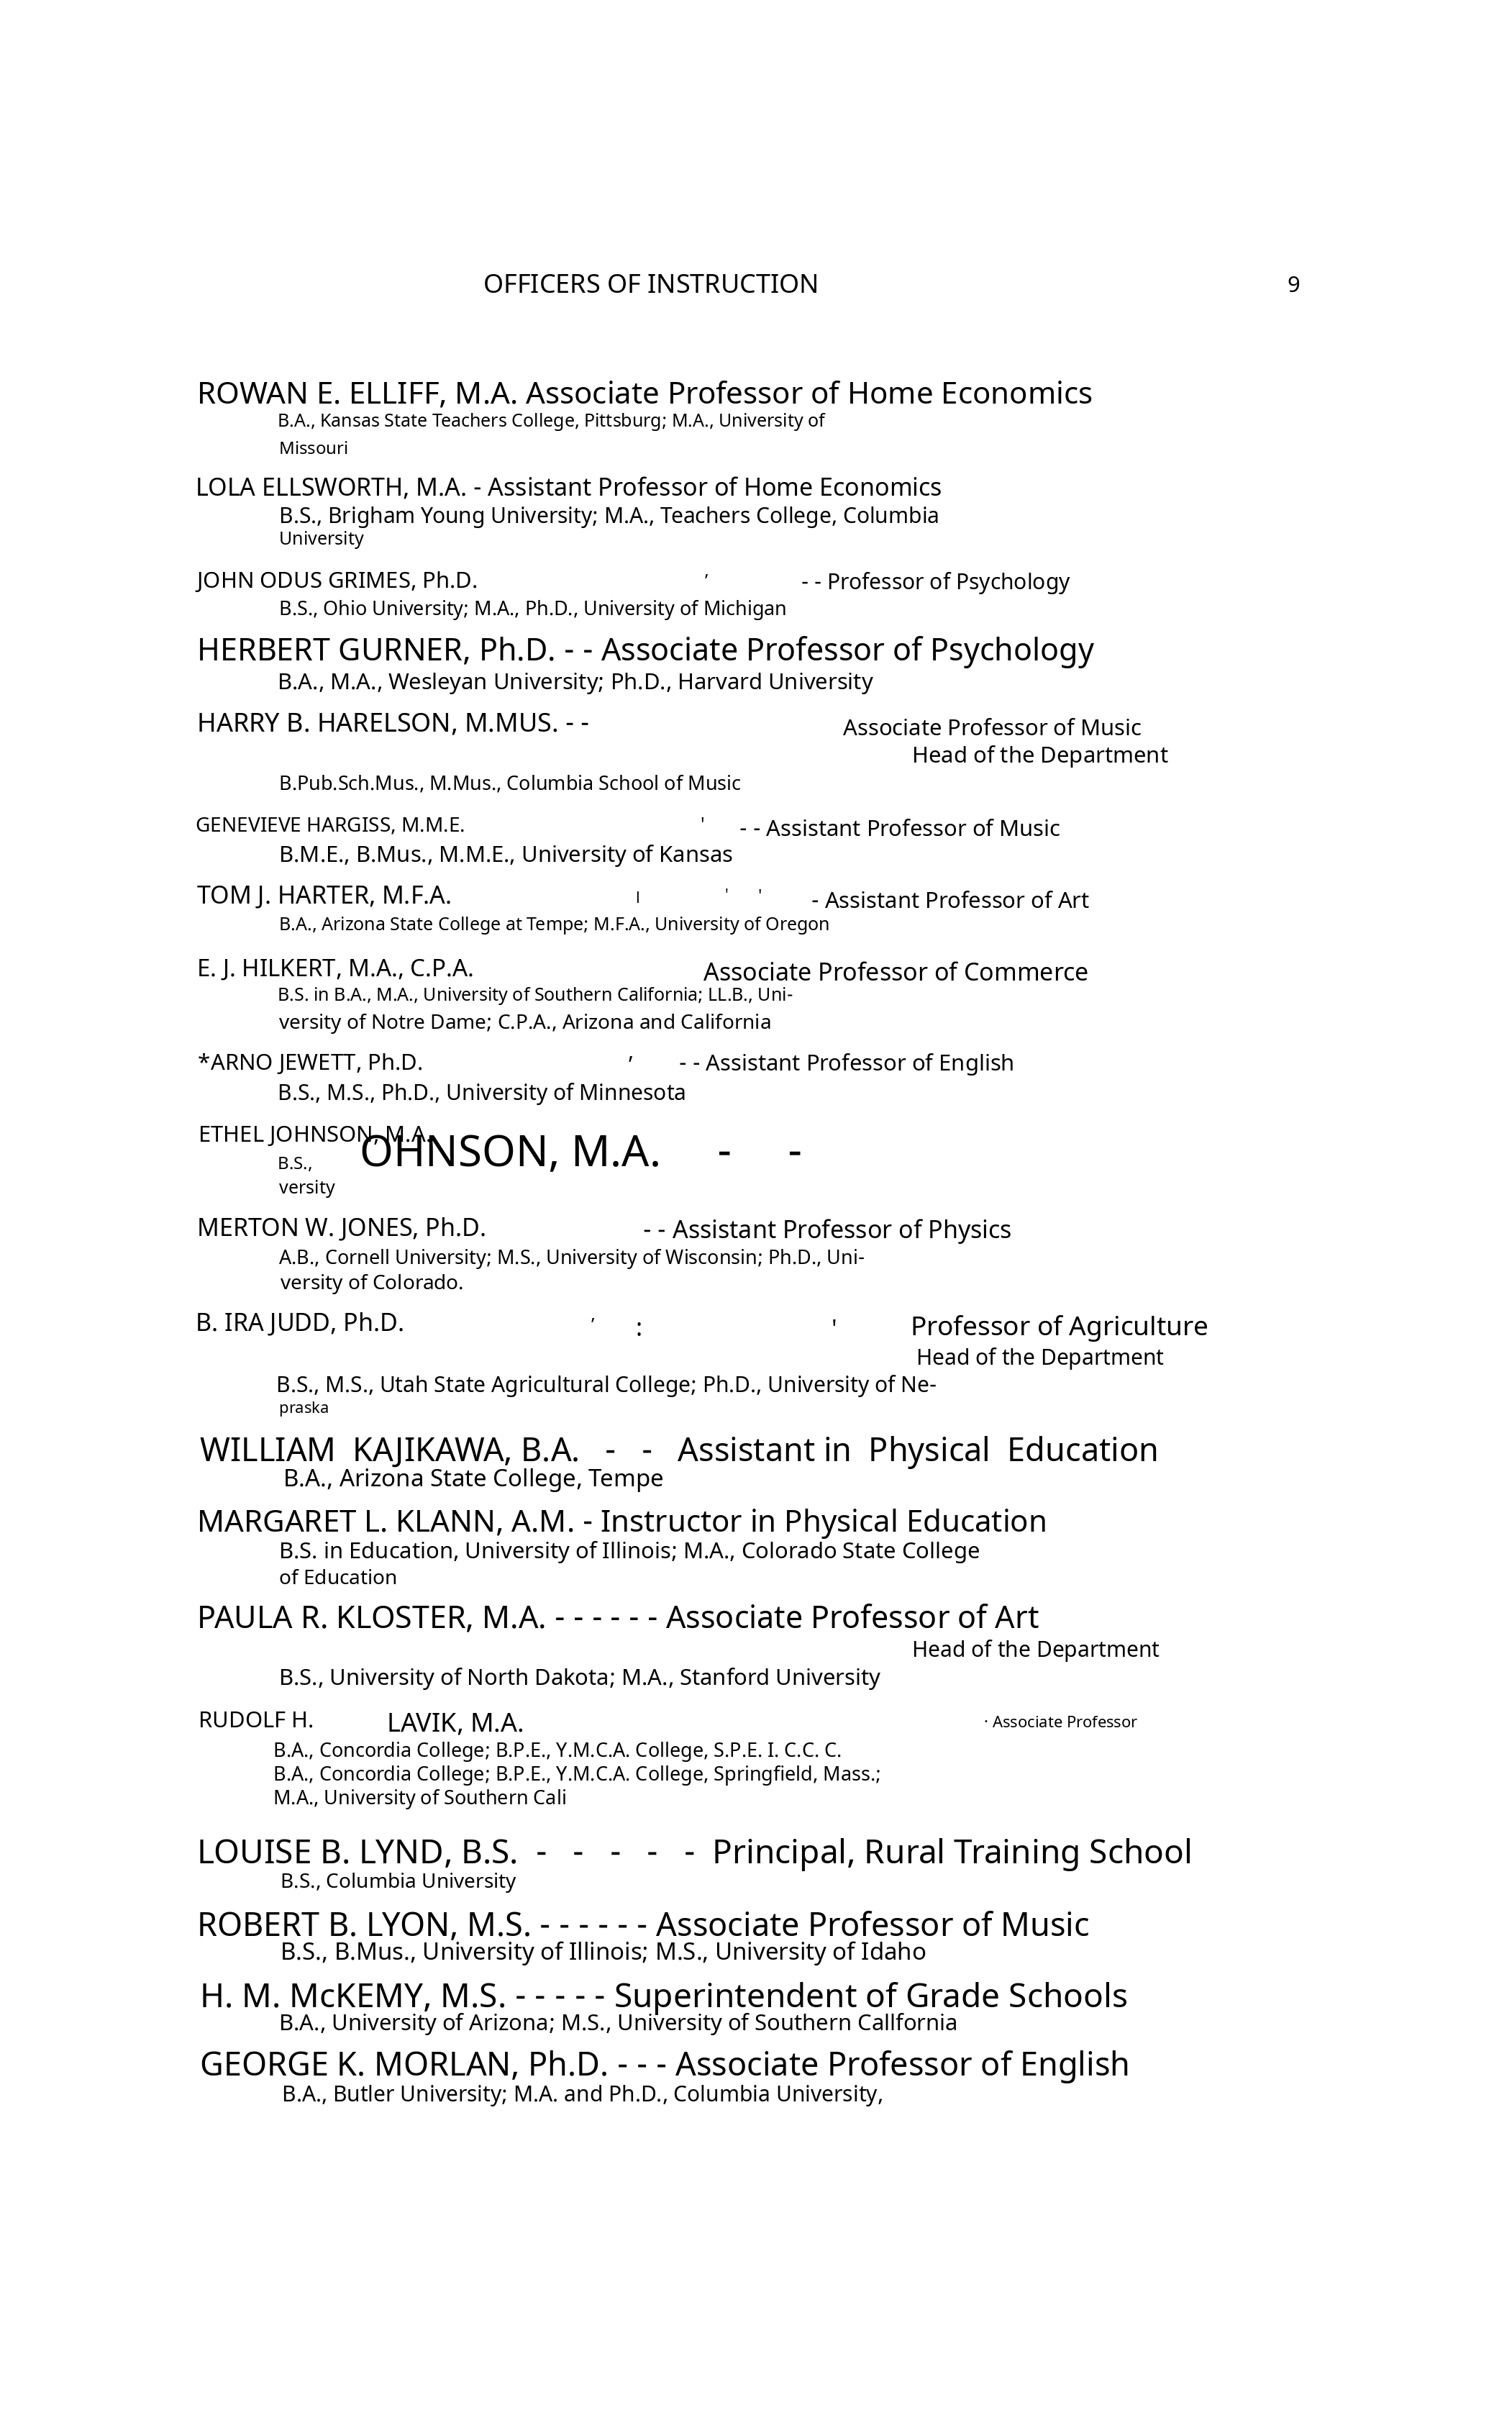 OFFICERS OF INSTRUCTION 9
ROWAN E. ELLIFF, M.A. Associate Professor of Home Economics
B.A., Kansas State Teachers College, Pittsburg; M.A., University of
Missouri
LOLA ELLSWORTH, M.A. - Assistant Professor of Home Economics
B.S., Brigham Young University; M.A., Teachers College, Columbia
University
JOHN ODUS GRIMES, Ph.D. ’ - - Professor of Psychology
B.S., Ohio University; M.A., Ph.D., University of Michigan
HERBERT GURNER, Ph.D. - - Associate Professor of Psychology
B.A., M.A., Wesleyan University; Ph.D., Harvard University
HARRY B. HARELSON, M.MUS. - - Associate Professor of Music
Head of the Department
B.Pub.Sch.Mus., M.Mus., Columbia School of Music
GENEVIEVE HARGISS, M.M.E. ' - - Assistant Professor of Music
B.M.E., B.Mus., M.M.E., University of Kansas
TOM J. HARTER, M.F.A. I ' ' - Assistant Professor of Art
B.A., Arizona State College at Tempe; M.F.A., University of Oregon
E. J. HILKERT, M.A., C.P.A. Associate Professor of Commerce
B.S. in B.A., M.A., University of Southern California; LL.B., Uni-
versity of Notre Dame; C.P.A., Arizona and California
*ARNO JEWETT, Ph.D. ’ - - Assistant Professor of English
B.S., M.S., Ph.D., University of Minnesota
ETHEL JOHNSON, M.A.
OHNSON, M.A. - -
B.S.,
versity
MERTON W. JONES, Ph.D. - - Assistant Professor of Physics
A.B., Cornell University; M.S., University of Wisconsin; Ph.D., Uni-
versity of Colorado.
B. IRA JUDD, Ph.D. ’ : ' Professor of Agriculture
Head of the Department
B.S., M.S., Utah State Agricultural College; Ph.D., University of Ne-
praska
WILLIAM KAJIKAWA, B.A. - - Assistant in Physical Education
B.A., Arizona State College, Tempe
MARGARET L. KLANN, A.M. - Instructor in Physical Education
B.S. in Education, University of Illinois; M.A., Colorado State College
of Education
PAULA R. KLOSTER, M.A. - - - - - - Associate Professor of Art
Head of the Department
B.S., University of North Dakota; M.A., Stanford University
RUDOLF H. LAVIK, M.A. · Associate Professor
B.A., Concordia College; B.P.E., Y.M.C.A. College, S.P.E. I. C.C. C.
B.A., Concordia College; B.P.E., Y.M.C.A. College, Springfield, Mass.;
M.A., University of Southern Cali
LOUISE B. LYND, B.S. - - - - - Principal, Rural Training School
B.S., Columbia University
ROBERT B. LYON, M.S. - - - - - - Associate Professor of Music
B.S., B.Mus., University of Illinois; M.S., University of Idaho
H. M. McKEMY, M.S. - - - - - Superintendent of Grade Schools
B.A., University of Arizona; M.S., University of Southern Callfornia
GEORGE K. MORLAN, Ph.D. - - - Associate Professor of English
B.A., Butler University; M.A. and Ph.D., Columbia University,